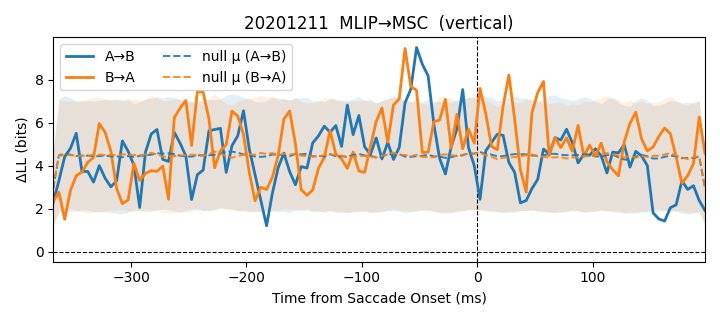 20201211  MLIP→MSC  (vertical)
A→B
B→A
null μ (A→B)
null μ (B→A)
ΔLL (bits)
8
6
4
2
0
−300
−200
−100
0
100
Time from Saccade Onset (ms)